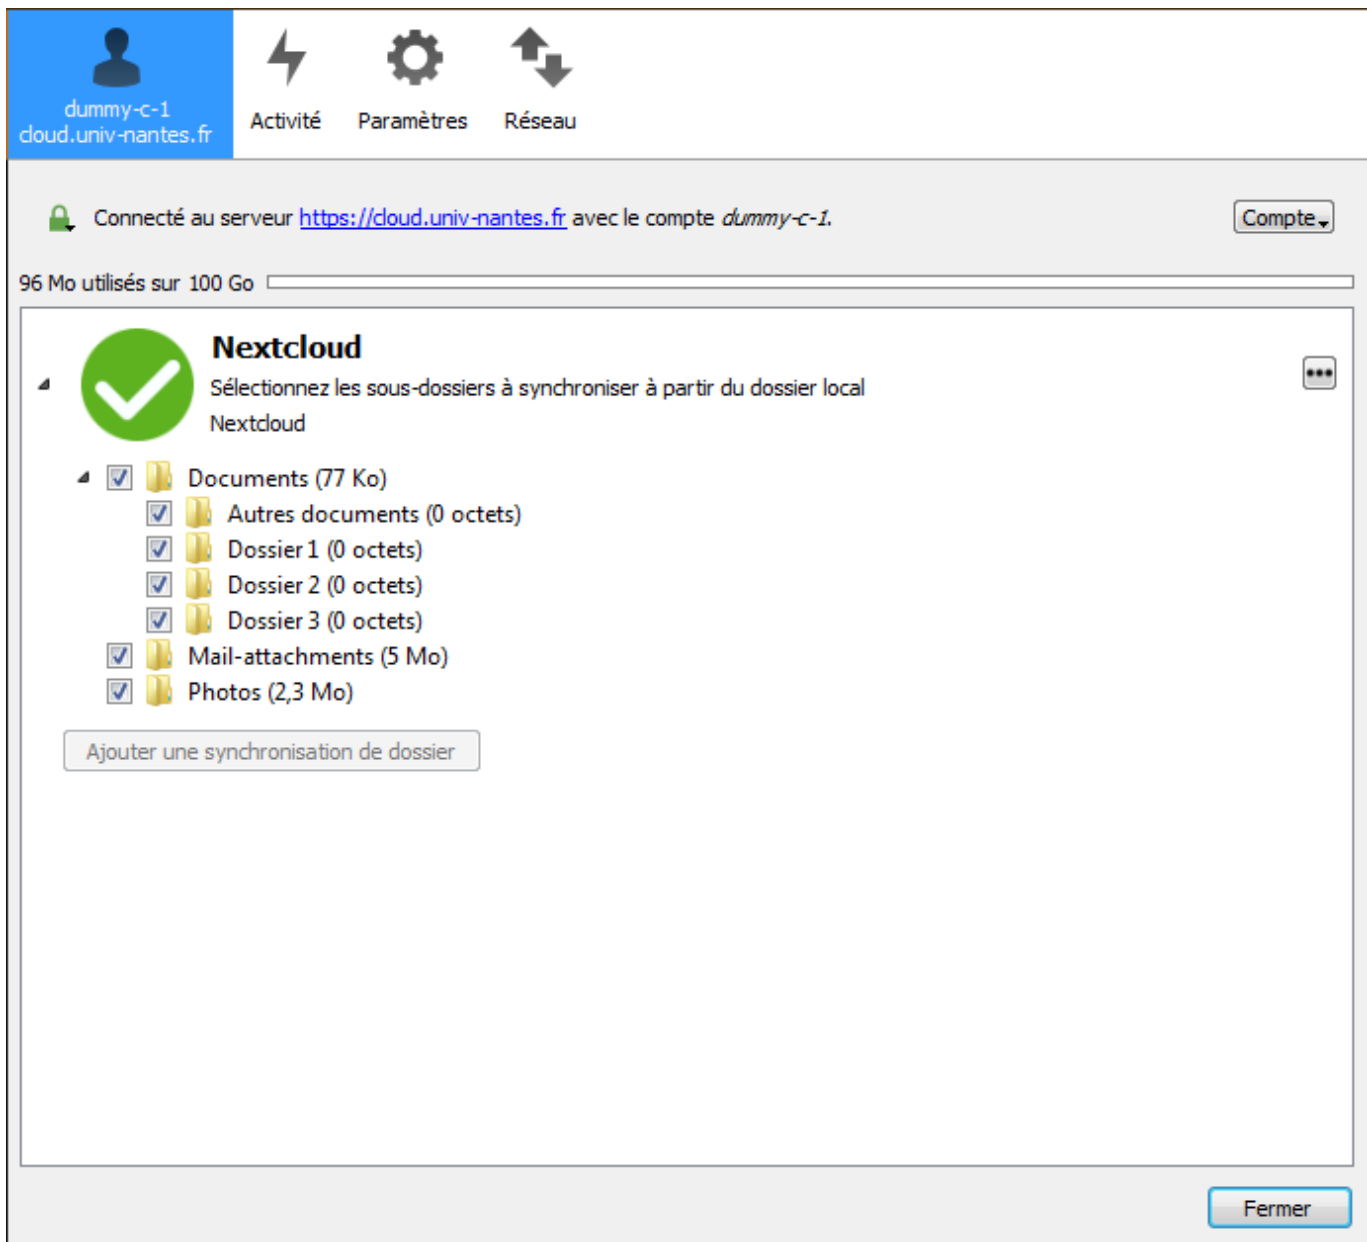 dummy-c-1
cloud.univ-nantes.fr
Activité
Paramètres
Réseau
Connecté au serveur https://cloud.univ-nantes.fr avec le compte dummy-c-1.
Compte
96 Mo utilisés sur 100 Go
Nextcloud
Sélectionnez les sous-dossiers à synchroniser à partir du dossier local
Nextcloud
Documents (77 Ko)
Autres documents (0 octets)
Dossier 1 (0 octets)
Dossier 2 (0 octets)
Dossier 3 (0 octets)
Mail-attachments (5 Mo)
Photos (2,3 Mo)
Ajouter une synchronisation de dossier
Fermer